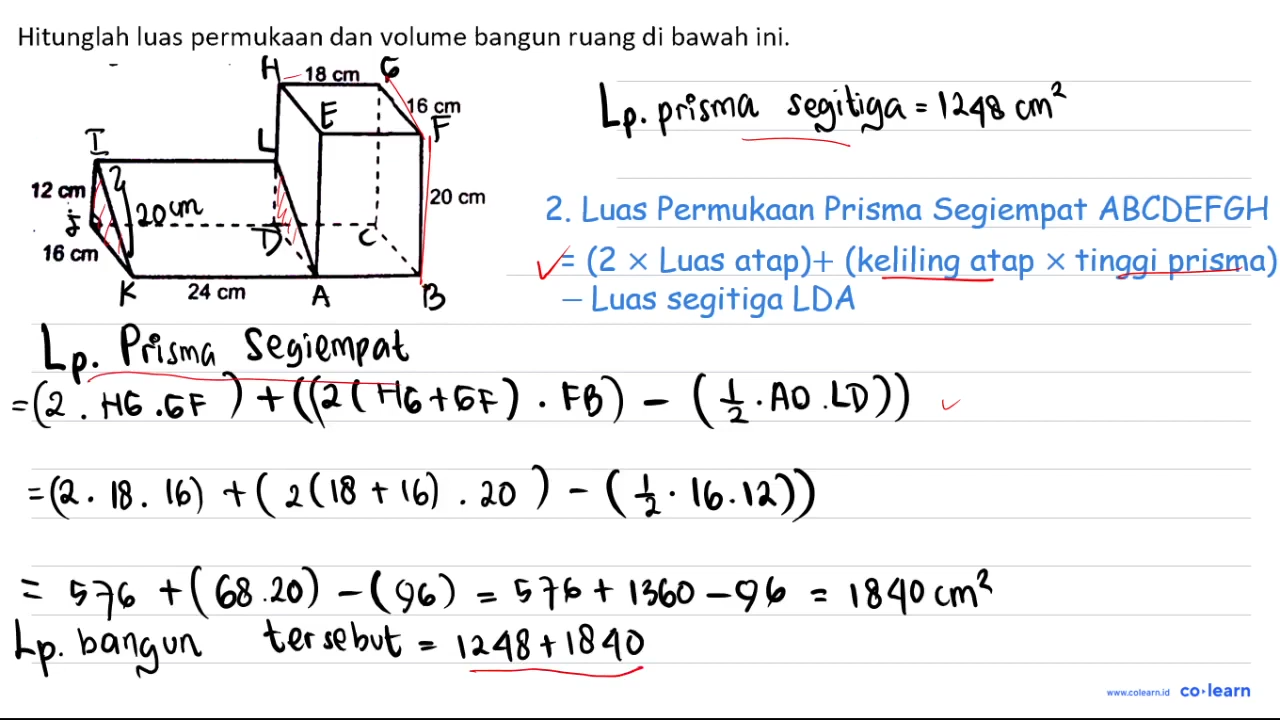 Hitunglah luas permukaan dan volume bangun ruang di bawah ini.
H 18 cm G
16 cm
E F
I L
12 cm
20 cm
20 cm
J D C
16 cm
K 24 cm A B
Lp. prisma segitiga = 1248 cm²
2. Luas Permukaan Prisma Segiempat ABCDEFGH
= (2 × Luas atap)+ (keliling atap × tinggi prisma)
− Luas segitiga LDA
Lp. Prisma Segiempat
= (2 . HG . GF) + ((2 (HG + GF) . FB) − (½ . AD . LD))
= (2 . 18 . 16) + (2 (18 + 16) . 20) − (½ . 16 . 12))
= 576 + (68 . 20) − (96) = 576 + 1360 − 96 = 1840 cm²
Lp. bangun tersebut = 1248 + 1840
www.colearn.id co·learn